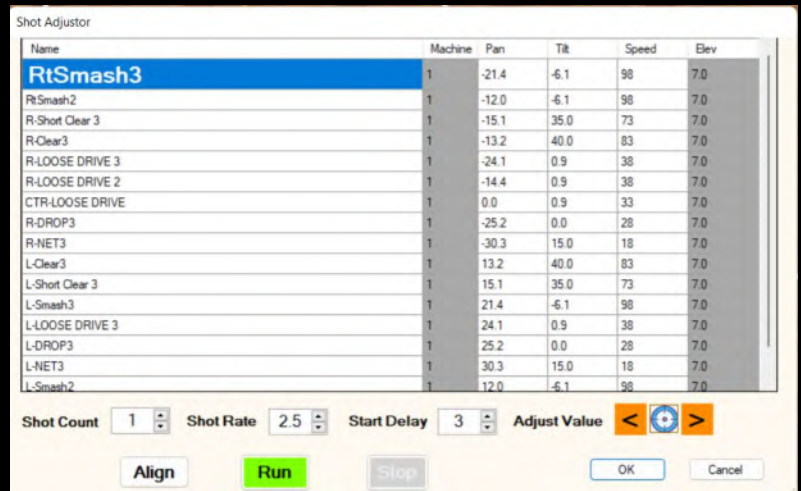 Shot Adjustor
Name Machine Pan Tilt Speed Elev
RtSmash3 1 -21.4 -6.1 98 7.0
RtSmash2 1 -12.0 -6.1 98 7.0
R-Short Clear 3 1 -15.1 35.0 73 7.0
R-Clear3 1 -13.2 40.0 83 7.0
R-LOOSE DRIVE 3 1 -24.1 0.9 38 7.0
R-LOOSE DRIVE 2 1 -14.4 0.9 38 7.0
CTR-LOOSE DRIVE 1 0.0 0.9 33 7.0
R-DROP3 1 -25.2 0.0 28 7.0
R-NET3 1 -30.3 15.0 18 7.0
L-Clear3 1 13.2 40.0 83 7.0
L-Short Clear 3 1 15.1 35.0 73 7.0
L-Smash3 1 21.4 -6.1 98 7.0
L-LOOSE DRIVE 3 1 24.1 0.9 38 7.0
L-DROP3 1 25.2 0.0 28 7.0
L-NET3 1 30.3 15.0 18 7.0
L-Smash2 1 12.0 -6.1 98 7.0
Shot Count 1 Shot Rate 2.5 Start Delay 3 Adjust Value < >
Align Run Stop OK Cancel